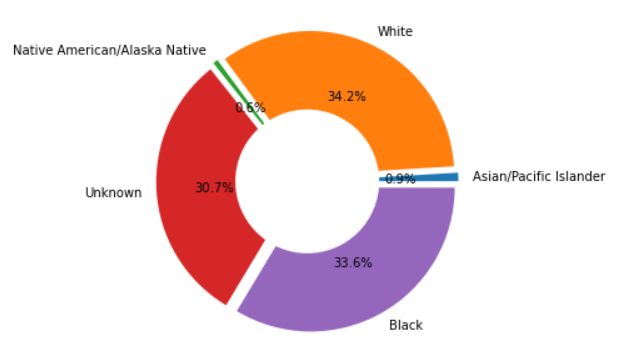 White
Native American/Alaska Native
34.2%
0.6%
0.9%
Asian/Pacific Islander
30.7%
Unknown
33.6%
Black